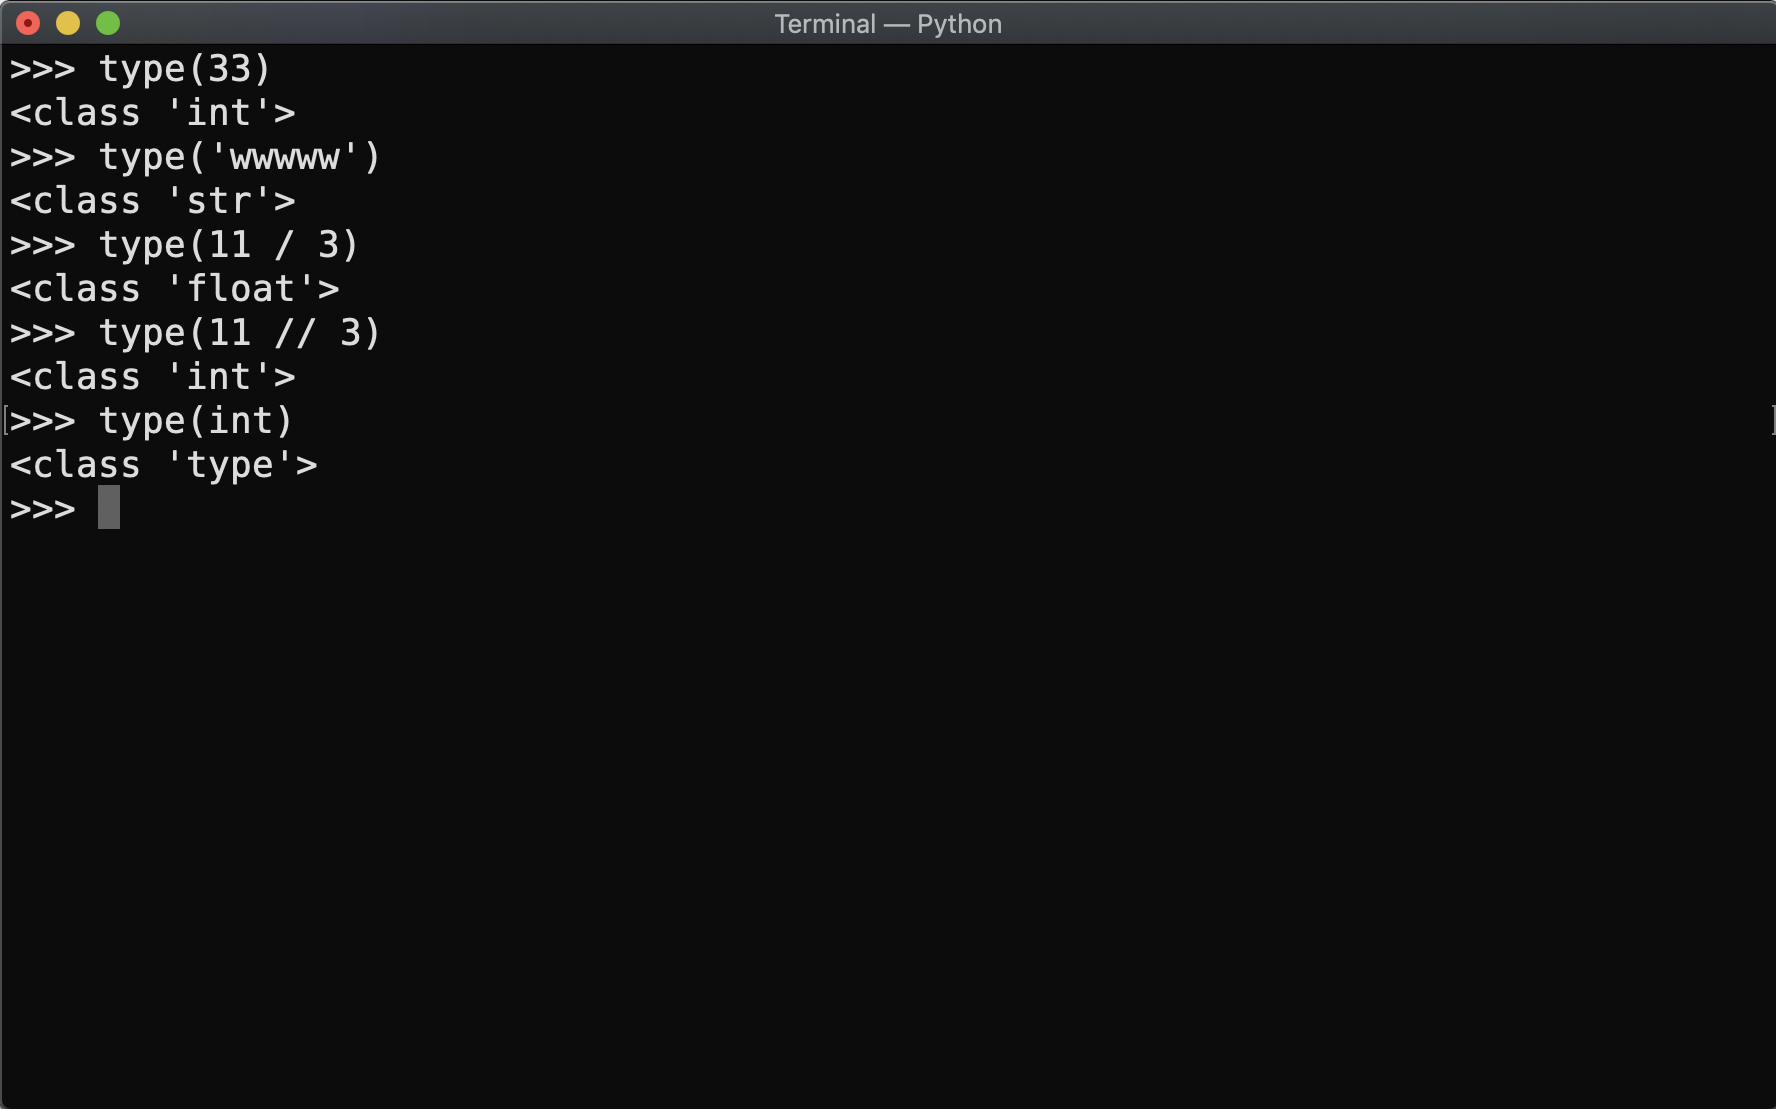 Terminal — Python
>>> type(33)
<class 'int'>
>>> type('wwwww')
<class 'str'>
>>> type(11 / 3)
<class 'float'>
>>> type(11 // 3)
<class 'int'>
[>>> type(int)]
<class 'type'>
>>>